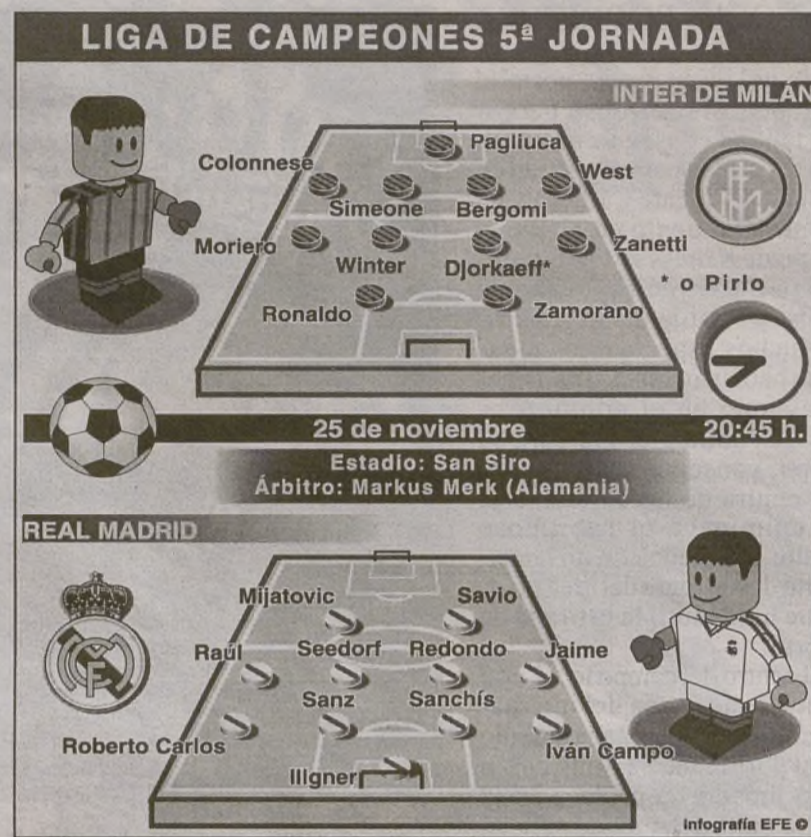 LIGA DE CAMPEONES 5ª JORNADA
INTER DE MILÁN
Pagliuca
Colonnese
West
Simeone Bergomi
Moriero
Zanetti
Winter Djorkaeff*
* o Pirlo
Ronaldo
Zamorano
25 de noviembre 20:45 h.
Estadio: San Siro
Árbitro: Markus Merk (Alemania)
REAL MADRID
Mijatovic Savio
Raúl Seedorf Redondo Jaime
Sanz Sanchís
Roberto Carlos Iván Campo
Illgner
Infografía EFE ©